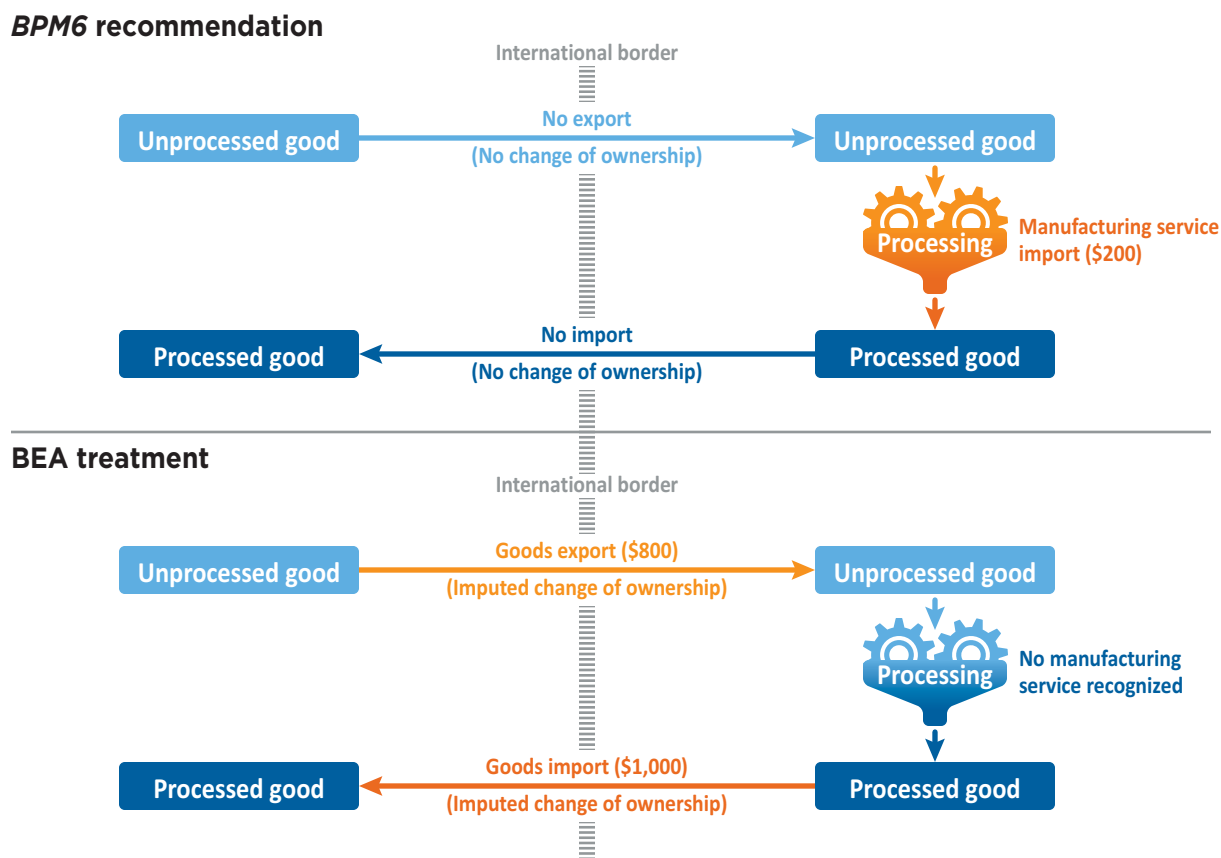 BPM6 recommendation
International border
Unprocessed good
No export
(No change of ownership)
Unprocessed good
Processing
Manufacturing service
import ($200)
Processed good
No import
(No change of ownership)
Processed good
BEA treatment
International border
Unprocessed good
Goods export ($800)
(Imputed change of ownership)
Unprocessed good
Processing
No manufacturing
service recognized
Processed good
Goods import ($1,000)
(Imputed change of ownership)
Processed good